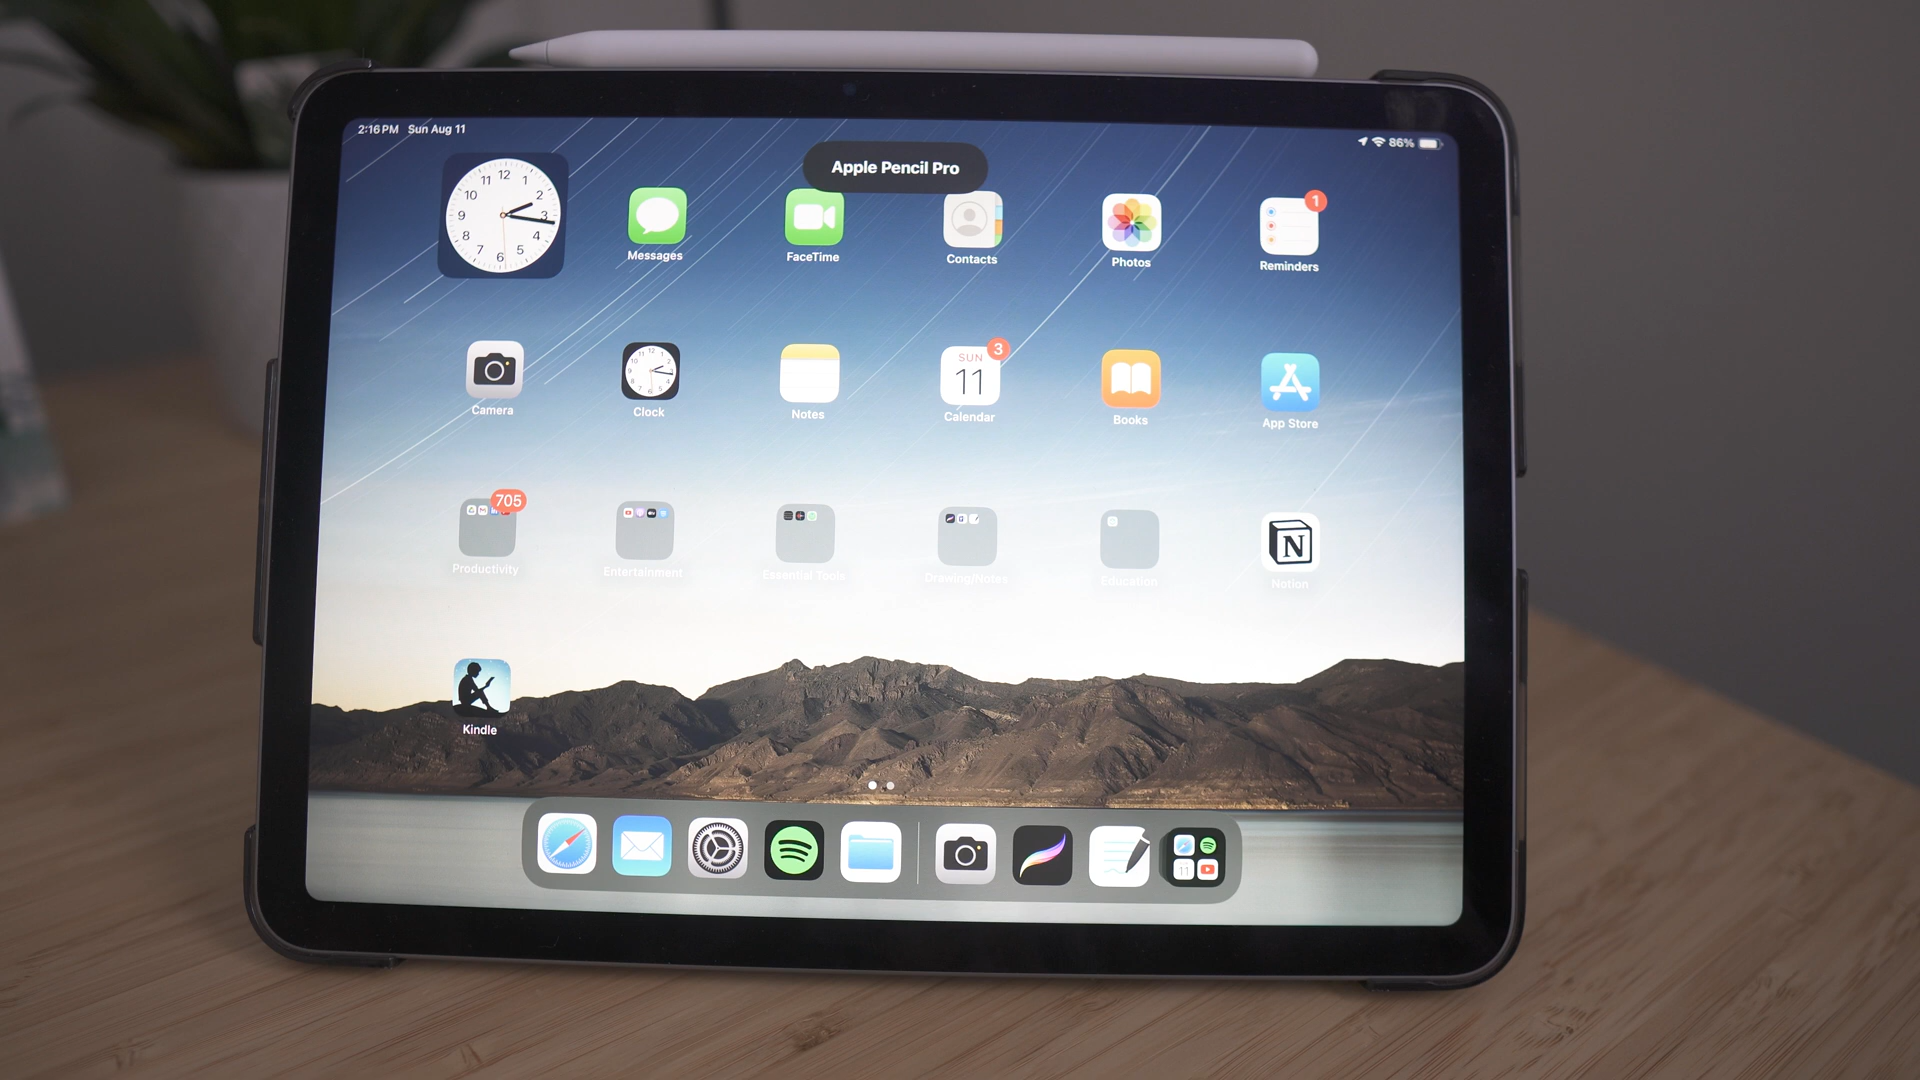 2:16 PM Sun Aug 11
86%
Apple Pencil Pro
12
11 1
10 2
9 3
8 4
7 5
6
1
Messages
FaceTime
Contacts
Photos
Reminders
SUN
3
11
Camera
Clock
Notes
Calendar
Books
App Store
705
N
Productivity
Entertainment
Essential Tools
Drawing/Notes
Education
Notion
Kindle
11